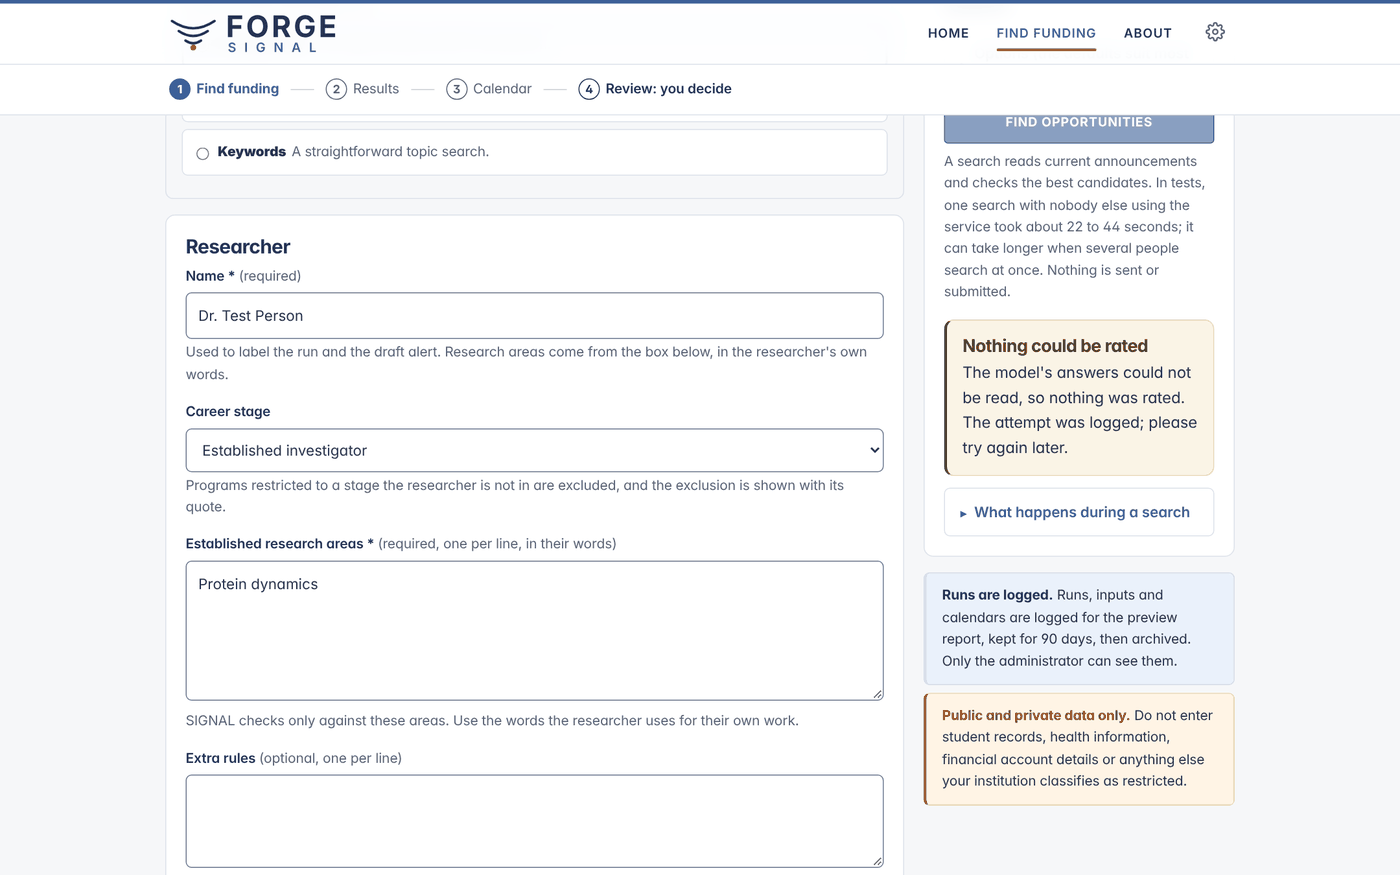 FORGE
SIGNAL
HOME
FIND FUNDING
ABOUT
1 Find funding
2 Results
3 Calendar
4 Review: you decide
Keywords A straightforward topic search.
Researcher
Name * (required)
Dr. Test Person
Used to label the run and the draft alert. Research areas come from the box below, in the researcher's own
words.
Career stage
Established investigator
Programs restricted to a stage the researcher is not in are excluded, and the exclusion is shown with its
quote.
Established research areas * (required, one per line, in their words)
Protein dynamics
SIGNAL checks only against these areas. Use the words the researcher uses for their own work.
Extra rules (optional, one per line)
FIND OPPORTUNITIES
A search reads current announcements
and checks the best candidates. In tests,
one search with nobody else using the
service took about 22 to 44 seconds; it
can take longer when several people
search at once. Nothing is sent or
submitted.
Nothing could be rated
The model's answers could not
be read, so nothing was rated.
The attempt was logged; please
try again later.
What happens during a search
Runs are logged. Runs, inputs and
calendars are logged for the preview
report, kept for 90 days, then archived.
Only the administrator can see them.
Public and private data only. Do not enter
student records, health information,
financial account details or anything else
your institution classifies as restricted.